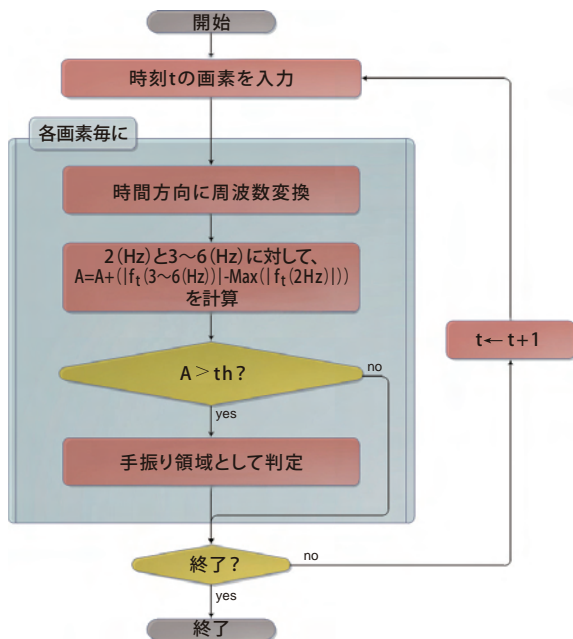 開始
時刻tの画素を入力
各画素毎に
時間方向に周波数変換
2(Hz)と3~6(Hz)に対して、
A=A+(|ft(3~6(Hz))|-Max(|ft(2Hz)|))
を計算
A>th?
no
yes
手振り領域として判定
t←t+1
終了?
no
yes
終了